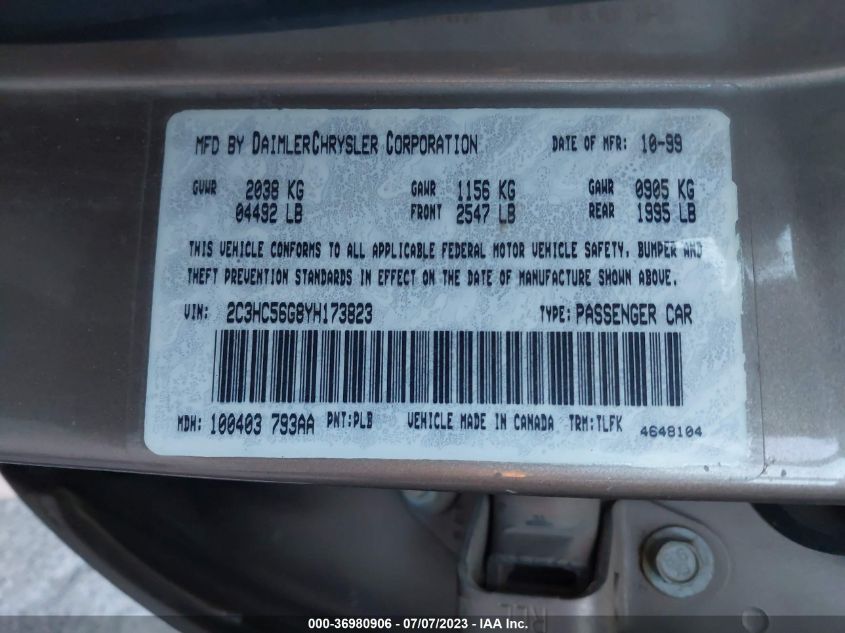 MFD BY DAIMLERCHRYSLER CORPORATION DATE OF MFR: 10-99
GVWR 2038 KG GAWR 1156 KG GAWR 0905 KG
04492 LB FRONT 2547 LB REAR 1995 LB
THIS VEHICLE CONFORMS TO ALL APPLICABLE FEDERAL MOTOR VEHICLE SAFETY, BUMPER AND
THEFT PREVENTION STANDARDS IN EFFECT ON THE DATE OF MANUFACTURE SHOWN ABOVE.
VIN: 2C3HC56G8YH173823 TYPE: PASSENGER CAR
MDH: 100403 793AA PNT:PLB VEHICLE MADE IN CANADA TRM:TLFK 4648104
000-36980906 - 07/07/2023 - IAA Inc.